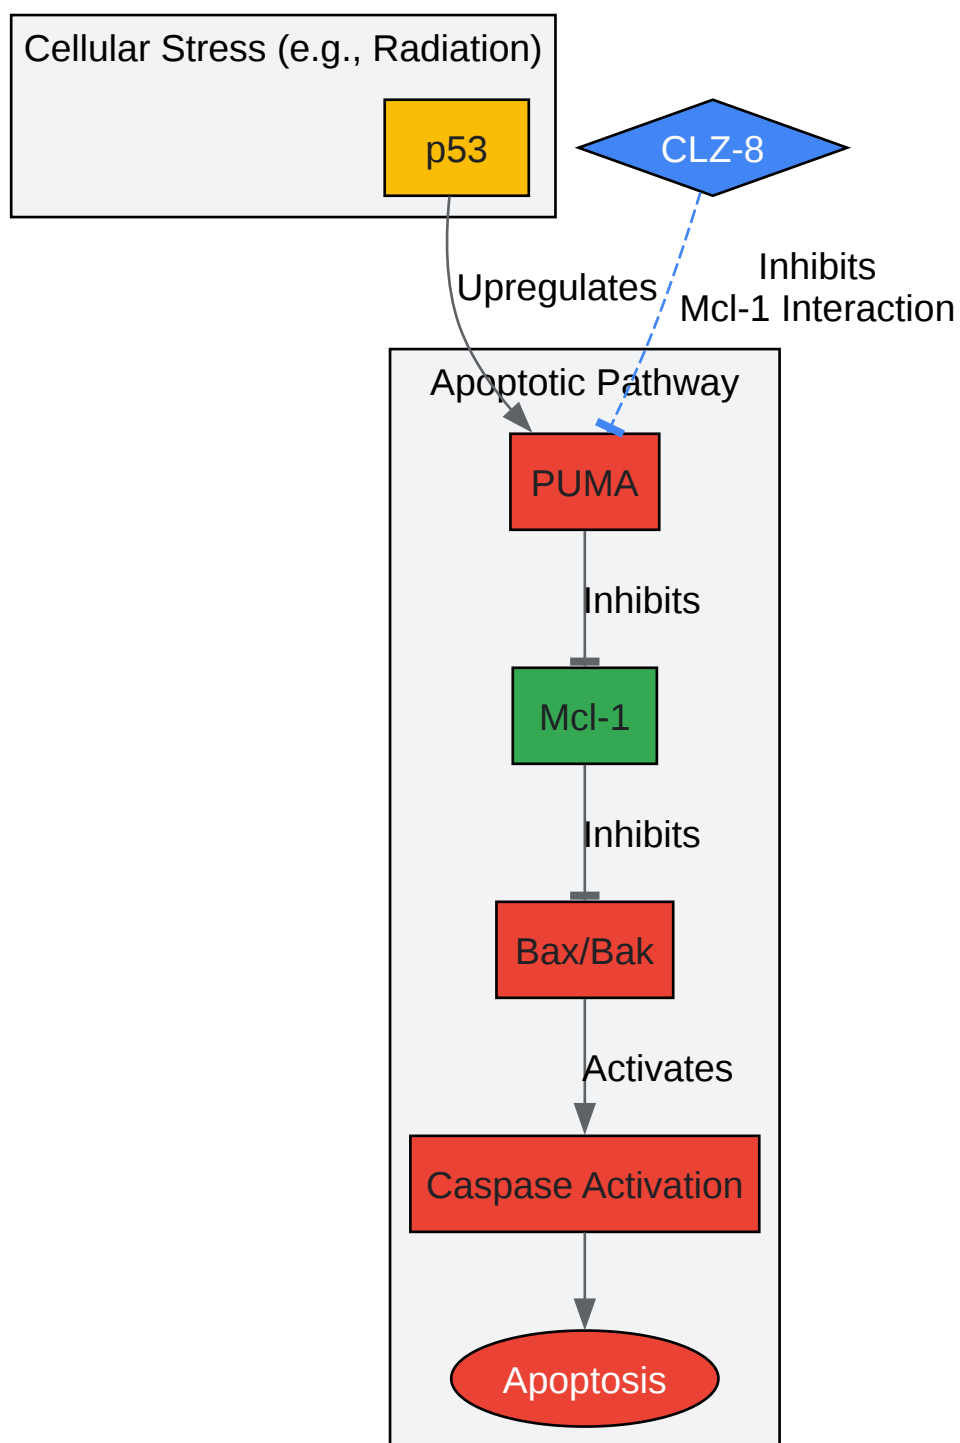 Cellular Stress (e.g., Radiation)
p53
CLZ-8
Upregulates
Inhibits
Mcl-1 Interaction
Apoptotic Pathway
PUMA
Inhibits
Mcl-1
Inhibits
Bax/Bak
Activates
Caspase Activation
Apoptosis